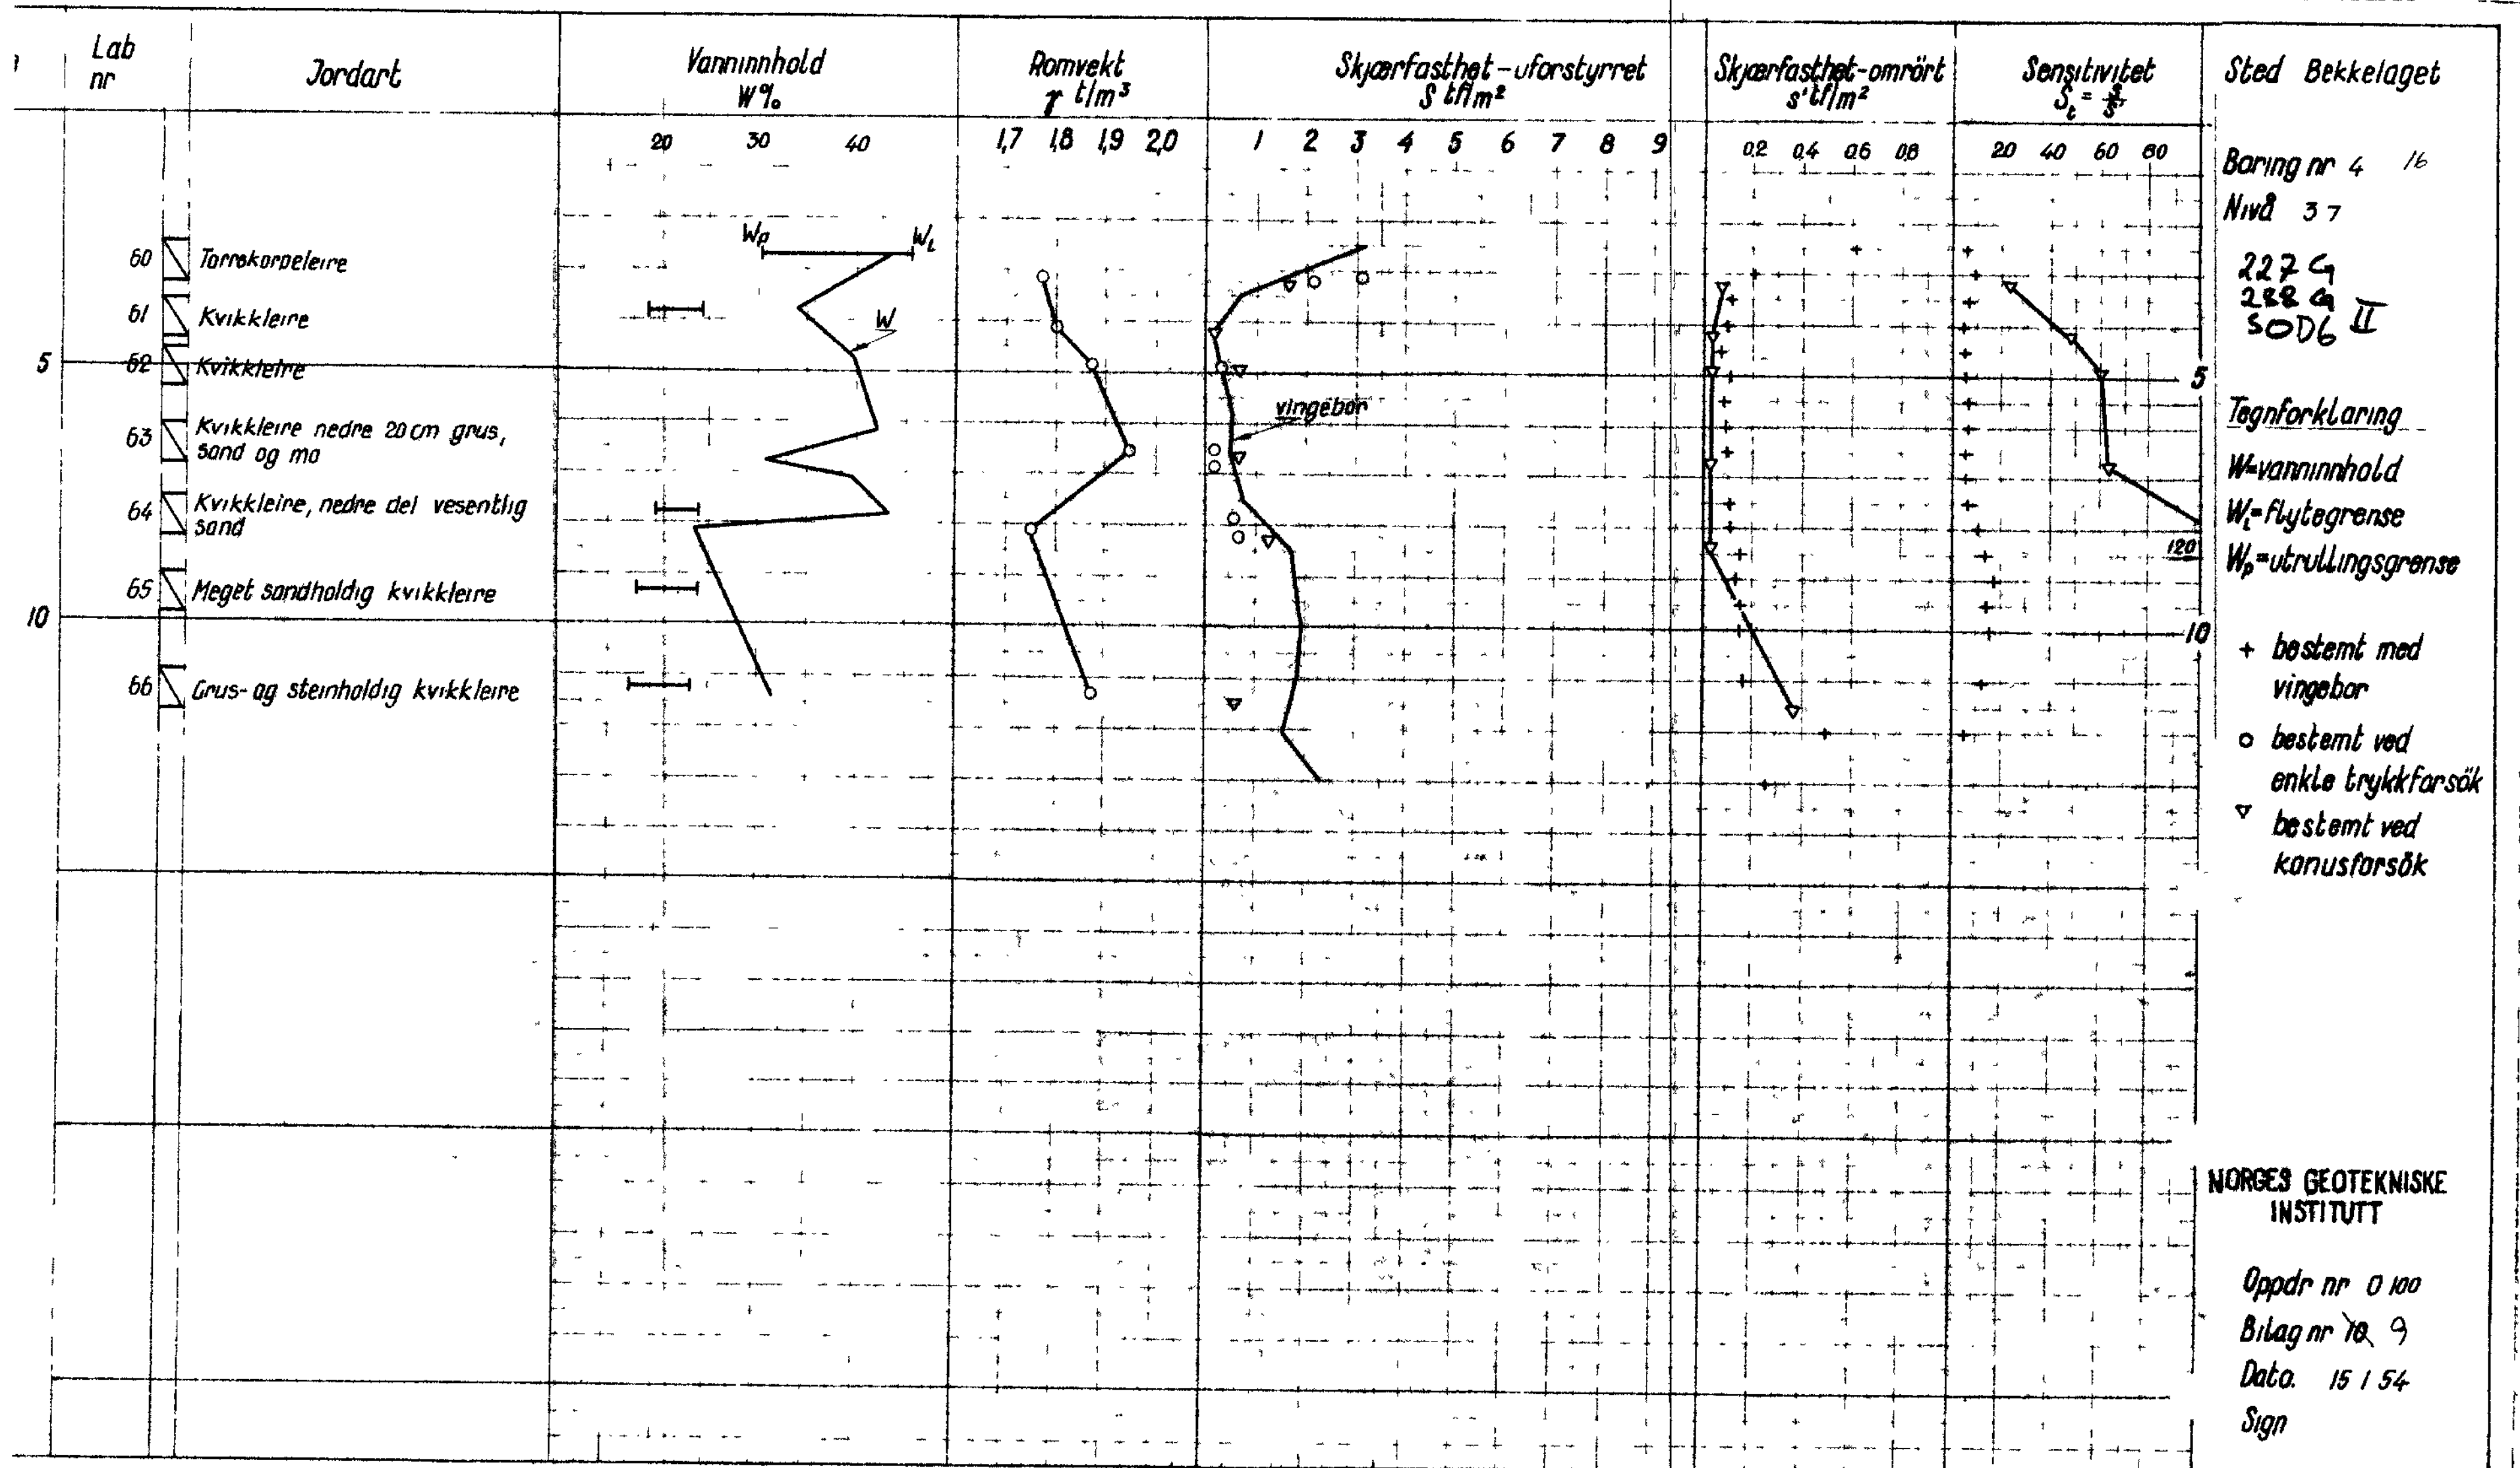 Lab nr
Jordart
Vanninnhold W%
Romvekt γ t/m³
Skjærfasthet-uforstyrret S tf/m²
Skjærfasthet-omrört s' tf/m²
Sensitivitet
Sted Bekkelaget
20 30 40
1,7 1,8 1,9 2,0
1 2 3 4 5 6 7 8 9
0,2 0,4 0,6 0,8
20 40 60 80
Boring nr 4 16
Nivå 3 7
227 G
288 G
SOD6 II
60 Tørrskorpeleire
Wp
WL
61 Kvikkleire
W
5
62 Kvikkleire
5
63 Kvikkleire nedre 20 cm grus,
sand og mo
vingebor
64 Kvikkleire, nedre del vesentlig
sand
120
65 Meget sandholdig kvikkleire
10
10
66 Grus- og steinholdig kvikkleire
Tegnforklaring
W=vanninnhold
WL=flytegrense
Wp=utrullingsgrense
+ bestemt med
vingebor
o bestemt ved
enkle trykkforsök
▽ bestemt ved
konusforsök
NORGES GEOTEKNISKE
INSTITUTT
Oppdr nr 0 100
Bilag nr 9
Dato. 15 1 54
Sign